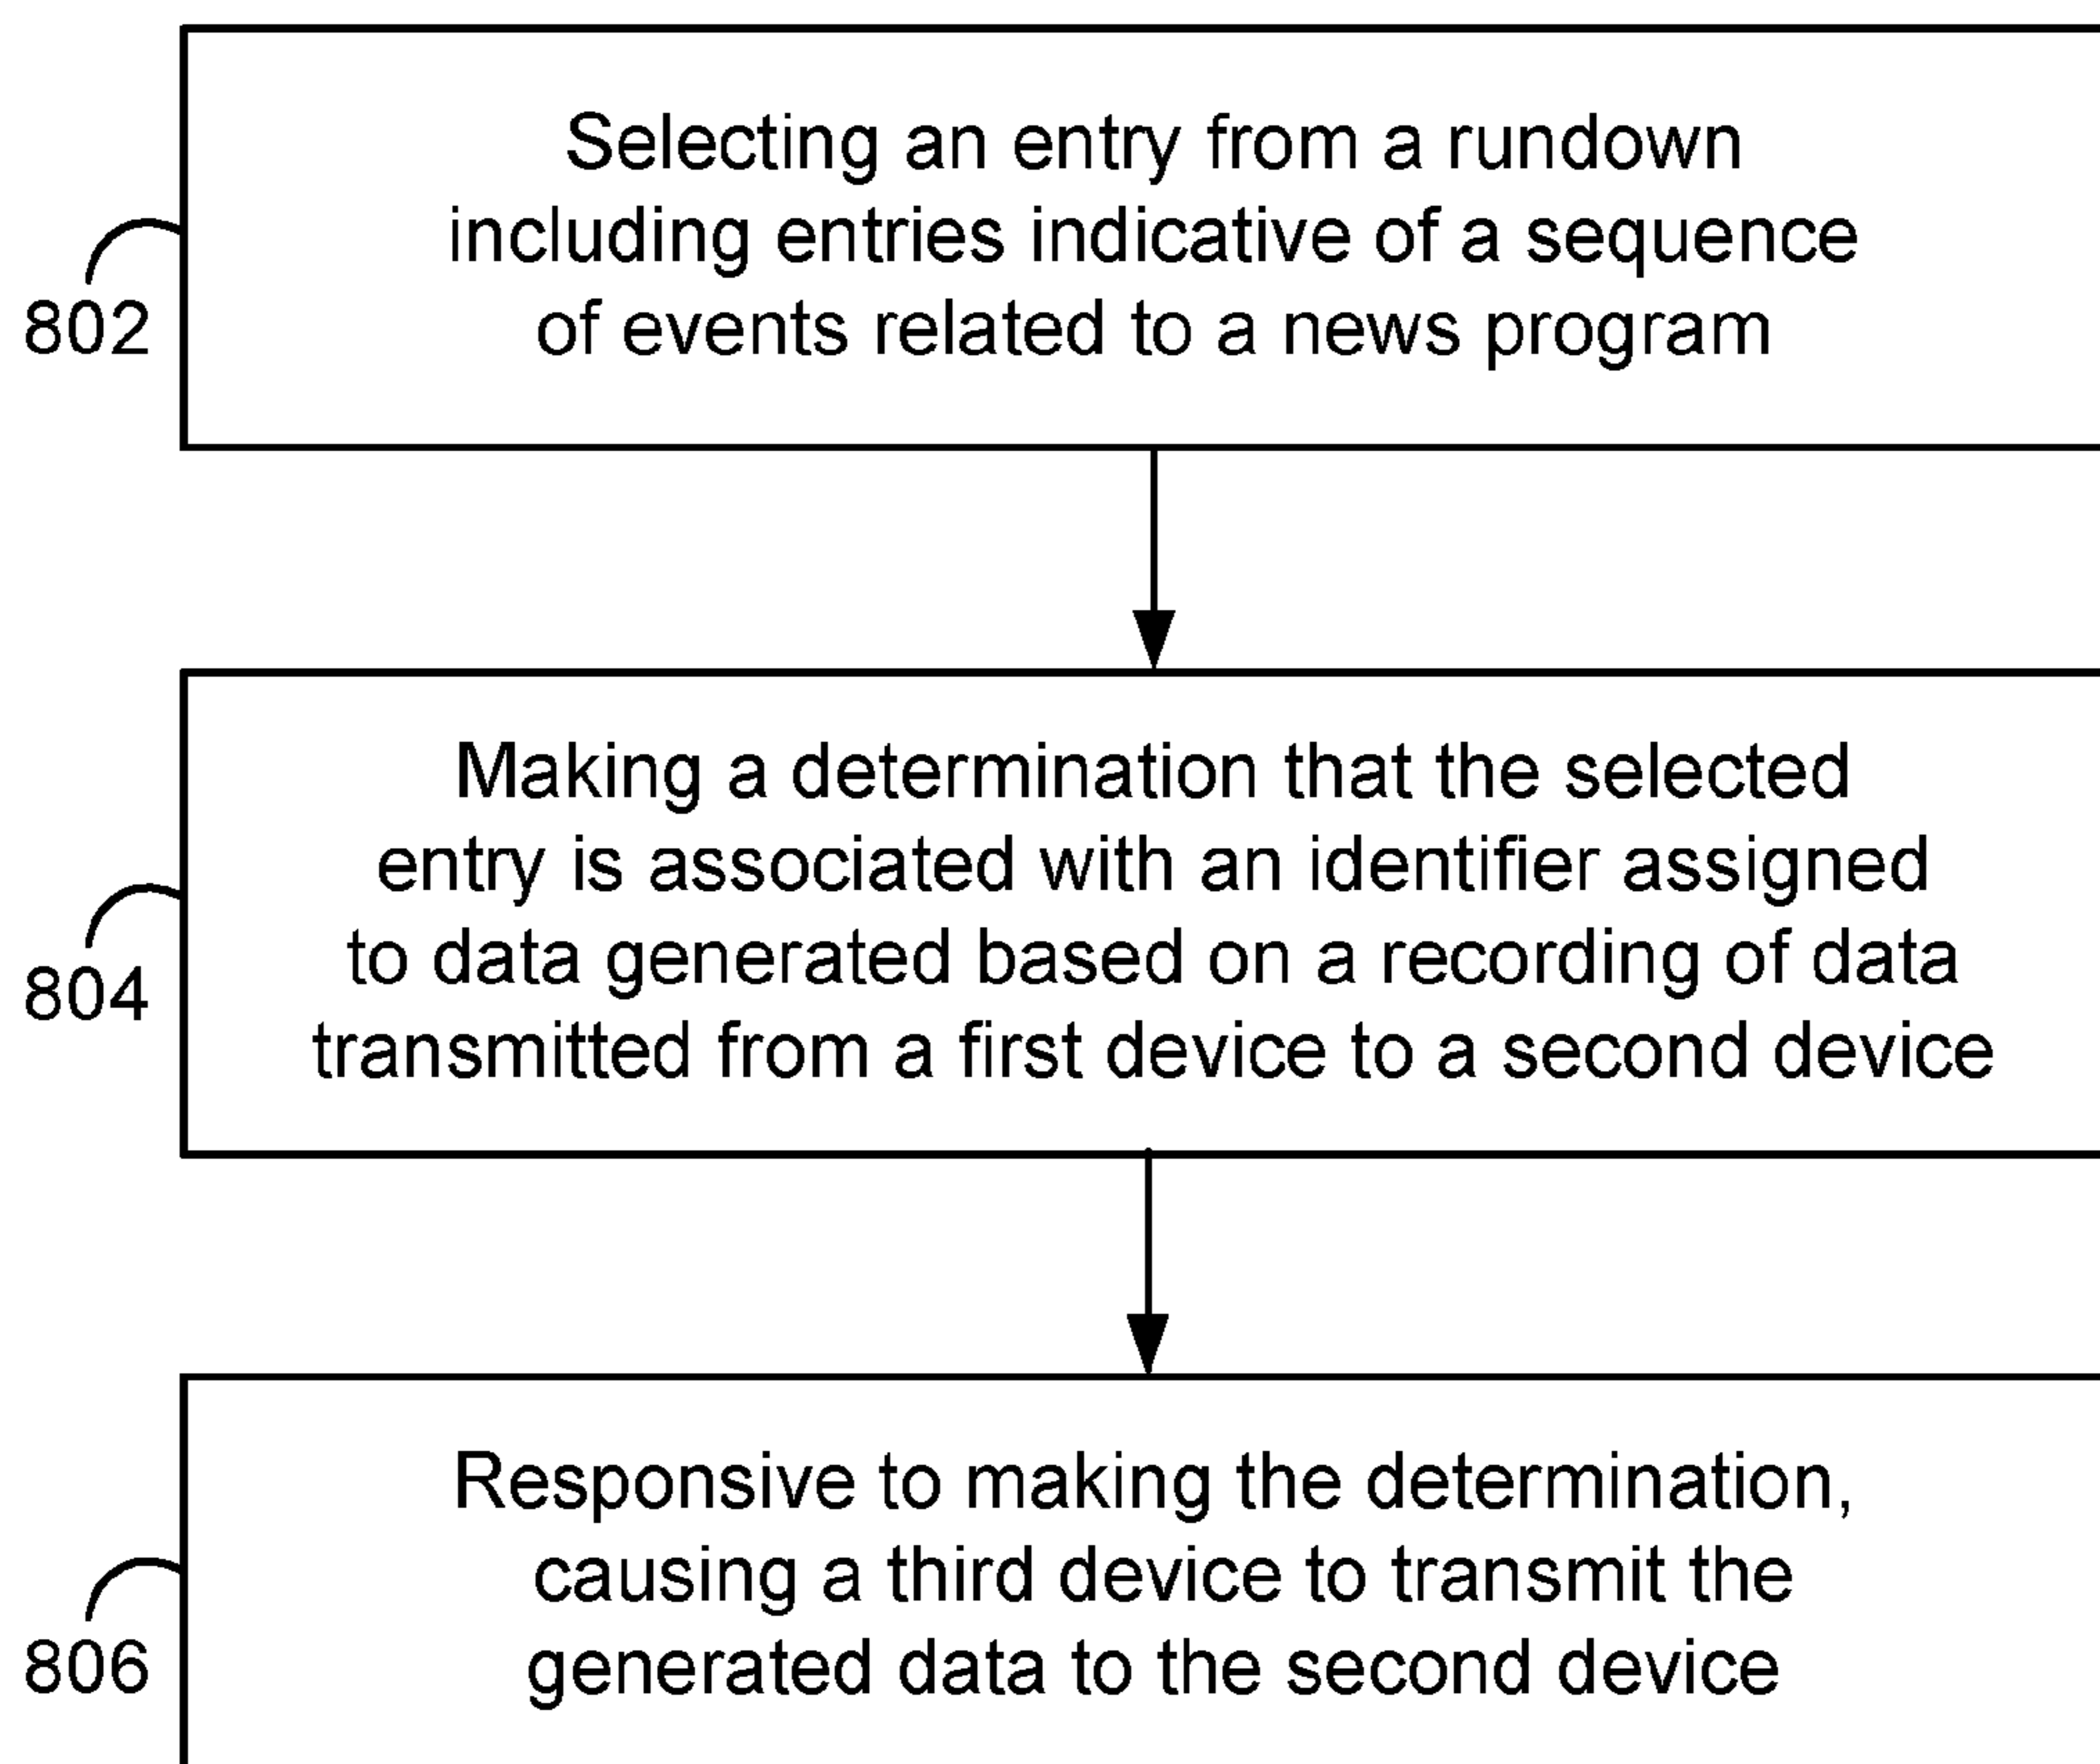 Selecting an entry from a rundown
including entries indicative of a sequence
of events related to a news program
802
Making a determination that the selected
entry is associated with an identifier assigned
to data generated based on a recording of data
transmitted from a first device to a second device
804
Responsive to making the determination,
causing a third device to transmit the
generated data to the second device
806